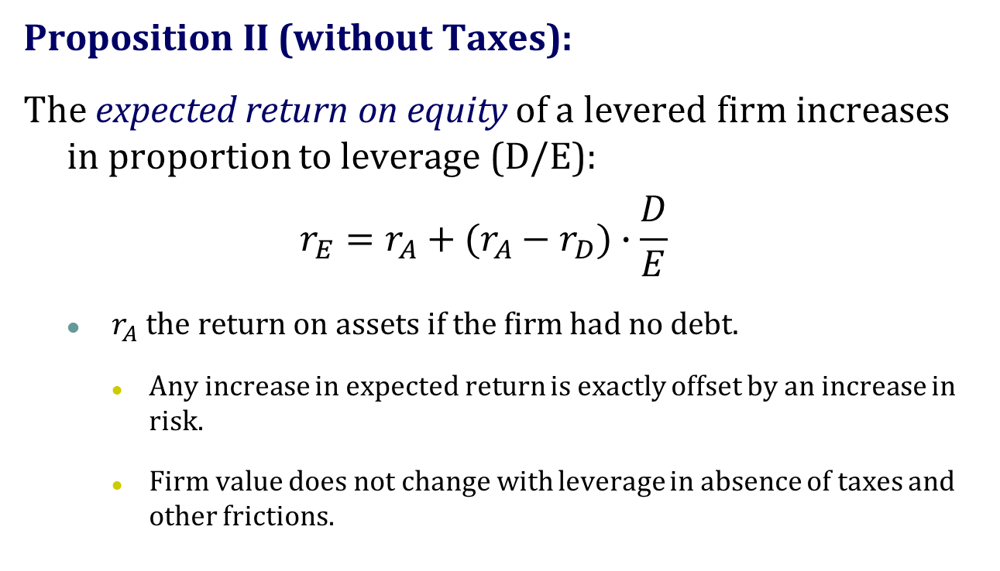 Proposition II (without Taxes):
The expected return on equity of a levered firm increases
in proportion to leverage (D/E):
r_E = r_A + (r_A − r_D) · D/E
• r_A the return on assets if the firm had no debt.
• Any increase in expected return is exactly offset by an increase in
risk.
• Firm value does not change with leverage in absence of taxes and
other frictions.